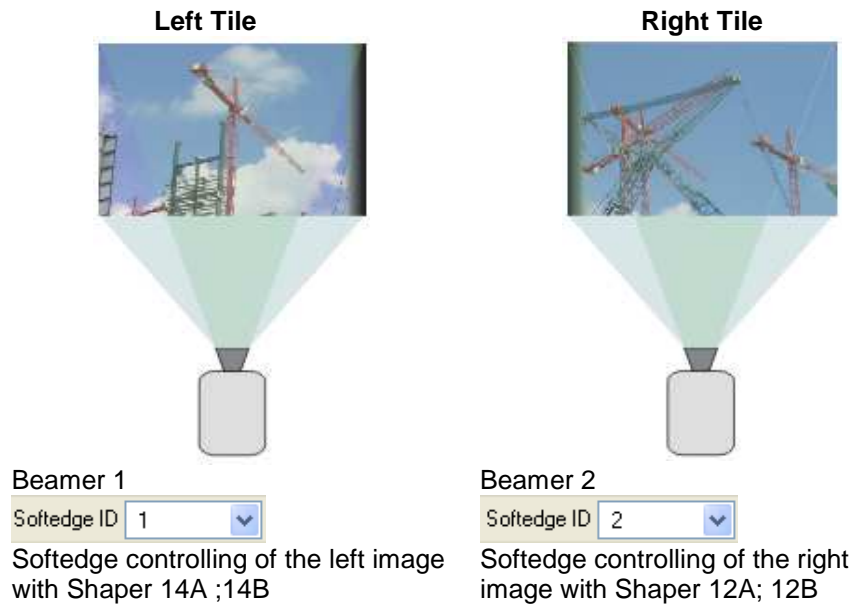 Left Tile
Right Tile
Beamer 1
Softedge ID 1
Softedge controlling of the left image
with Shaper 14A ;14B
Beamer 2
Softedge ID 2
Softedge controlling of the right
image with Shaper 12A; 12B